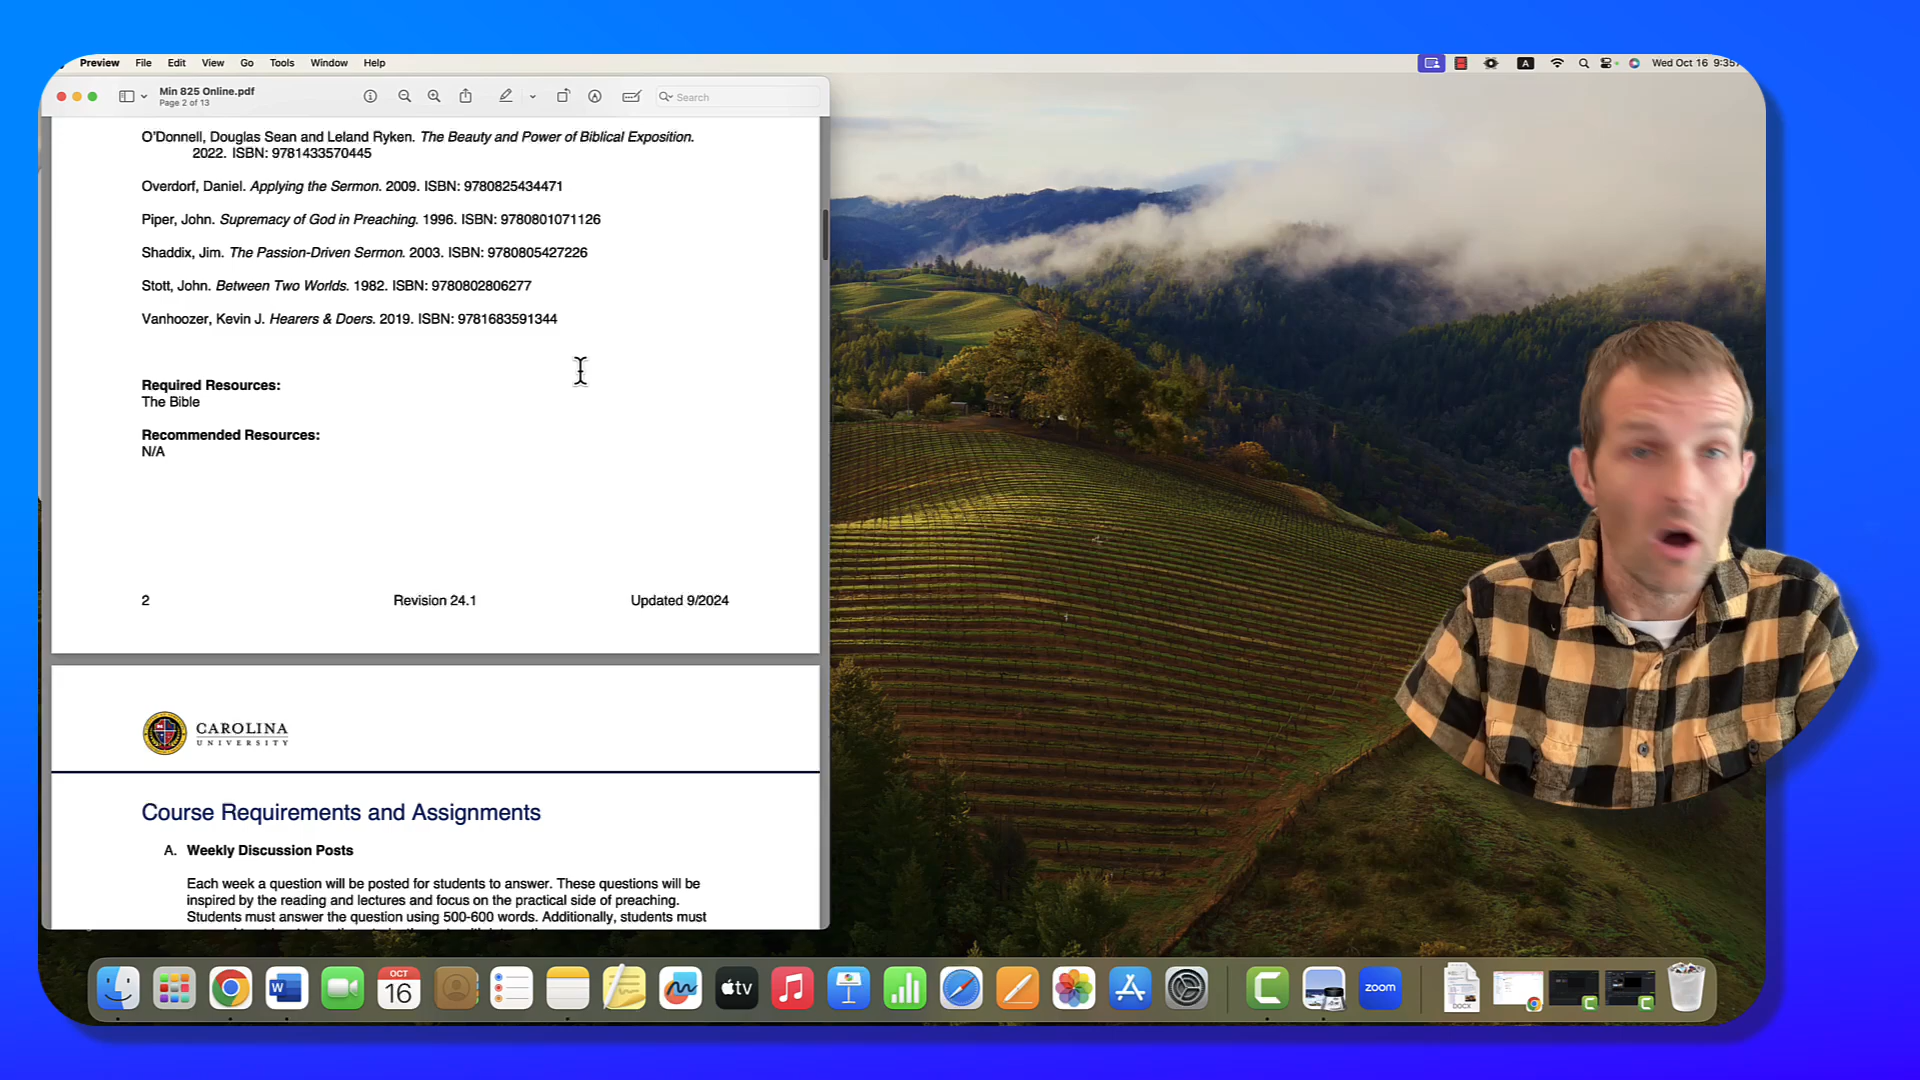 Preview File Edit View Go Tools Window Help
A Wed Oct 16 9:35
Min 825 Online.pdf
Page 2 of 13
Search
O'Donnell, Douglas Sean and Leland Ryken. The Beauty and Power of Biblical Exposition.
2022. ISBN: 9781433570445
Overdorf, Daniel. Applying the Sermon. 2009. ISBN: 9780825434471
Piper, John. Supremacy of God in Preaching. 1996. ISBN: 9780801071126
Shaddix, Jim. The Passion-Driven Sermon. 2003. ISBN: 9780805427226
Stott, John. Between Two Worlds. 1982. ISBN: 9780802806277
Vanhoozer, Kevin J. Hearers & Doers. 2019. ISBN: 9781683591344
Required Resources:
The Bible
Recommended Resources:
N/A
2 Revision 24.1 Updated 9/2024
CAROLINA
UNIVERSITY
Course Requirements and Assignments
A. Weekly Discussion Posts
Each week a question will be posted for students to answer. These questions will be
inspired by the reading and lectures and focus on the practical side of preaching.
Students must answer the question using 500-600 words. Additionally, students must
OCT
16
W
tv
zoom
DOCX